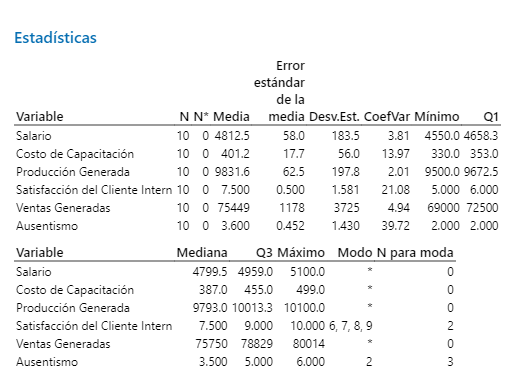 Estadísticas
Error
estándar
de la
Variable N N* Media media Desv.Est. CoefVar Mínimo Q1
Salario 10 0 4812.5 58.0 183.5 3.81 4550.0 4658.3
Costo de Capacitación 10 0 401.2 17.7 56.0 13.97 330.0 353.0
Producción Generada 10 0 9831.6 62.5 197.8 2.01 9500.0 9672.5
Satisfacción del Cliente Intern 10 0 7.500 0.500 1.581 21.08 5.000 6.000
Ventas Generadas 10 0 75449 1178 3725 4.94 69000 72500
Ausentismo 10 0 3.600 0.452 1.430 39.72 2.000 2.000
Variable Mediana Q3 Máximo Modo N para moda
Salario 4799.5 4959.0 5100.0 * 0
Costo de Capacitación 387.0 455.0 499.0 * 0
Producción Generada 9793.0 10013.3 10100.0 * 0
Satisfacción del Cliente Intern 7.500 9.000 10.000 6, 7, 8, 9 2
Ventas Generadas 75750 78829 80014 * 0
Ausentismo 3.500 5.000 6.000 2 3